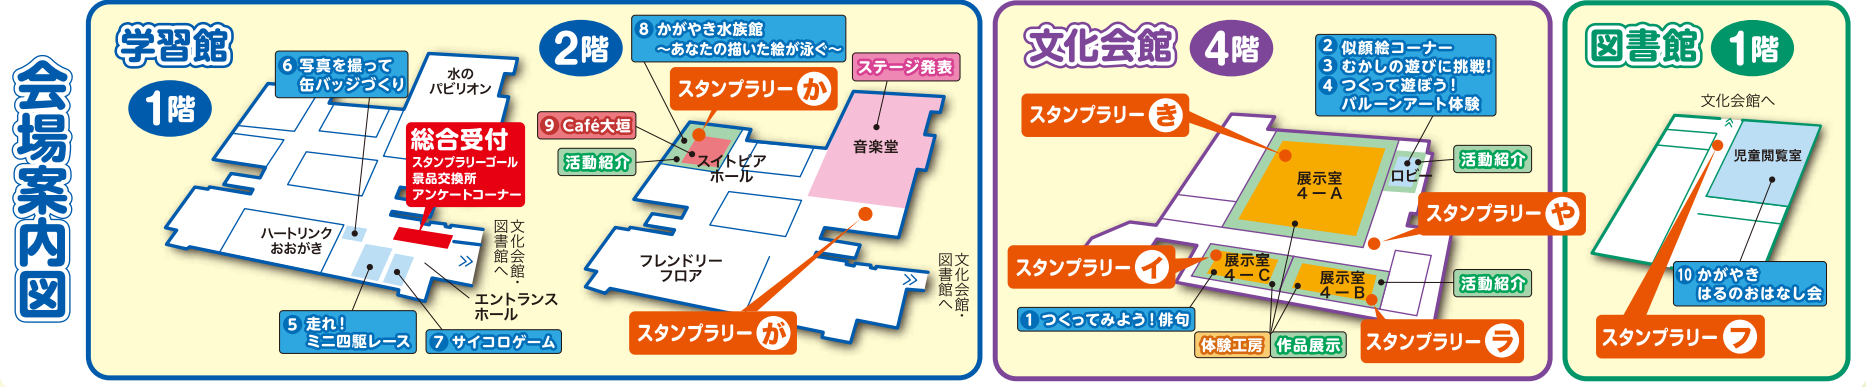 会場案内図
学習館
1階
6 写真を撮って
缶バッジづくり
水の
パビリオン
総合受付
スタンプラリーゴール
景品交換所
アンケートコーナー
ハートリンク
おおがき
文化会館・
図書館へ
エントランス
ホール
5 走れ！
ミニ四駆レース
7 サイコロゲーム
2階
8 かがやき水族館
〜あなたの描いた絵が泳ぐ〜
スタンプラリー か
ステージ発表
9 Café大垣
活動紹介
スイトピア
ホール
音楽堂
フレンドリー
フロア
文化会館・
図書館へ
スタンプラリー が
文化会館
4階
2 似顔絵コーナー
3 むかしの遊びに挑戦！
4 つくって遊ぼう！
バルーンアート体験
スタンプラリー き
展示室
4－A
ロビー
活動紹介
スタンプラリー や
スタンプラリー イ
展示室
4－C
展示室
4－B
活動紹介
1 つくってみよう！俳句
体験工房
作品展示
スタンプラリー ラ
図書館
1階
文化会館へ
児童閲覧室
10 かがやき
はるのおはなし会
スタンプラリー フ